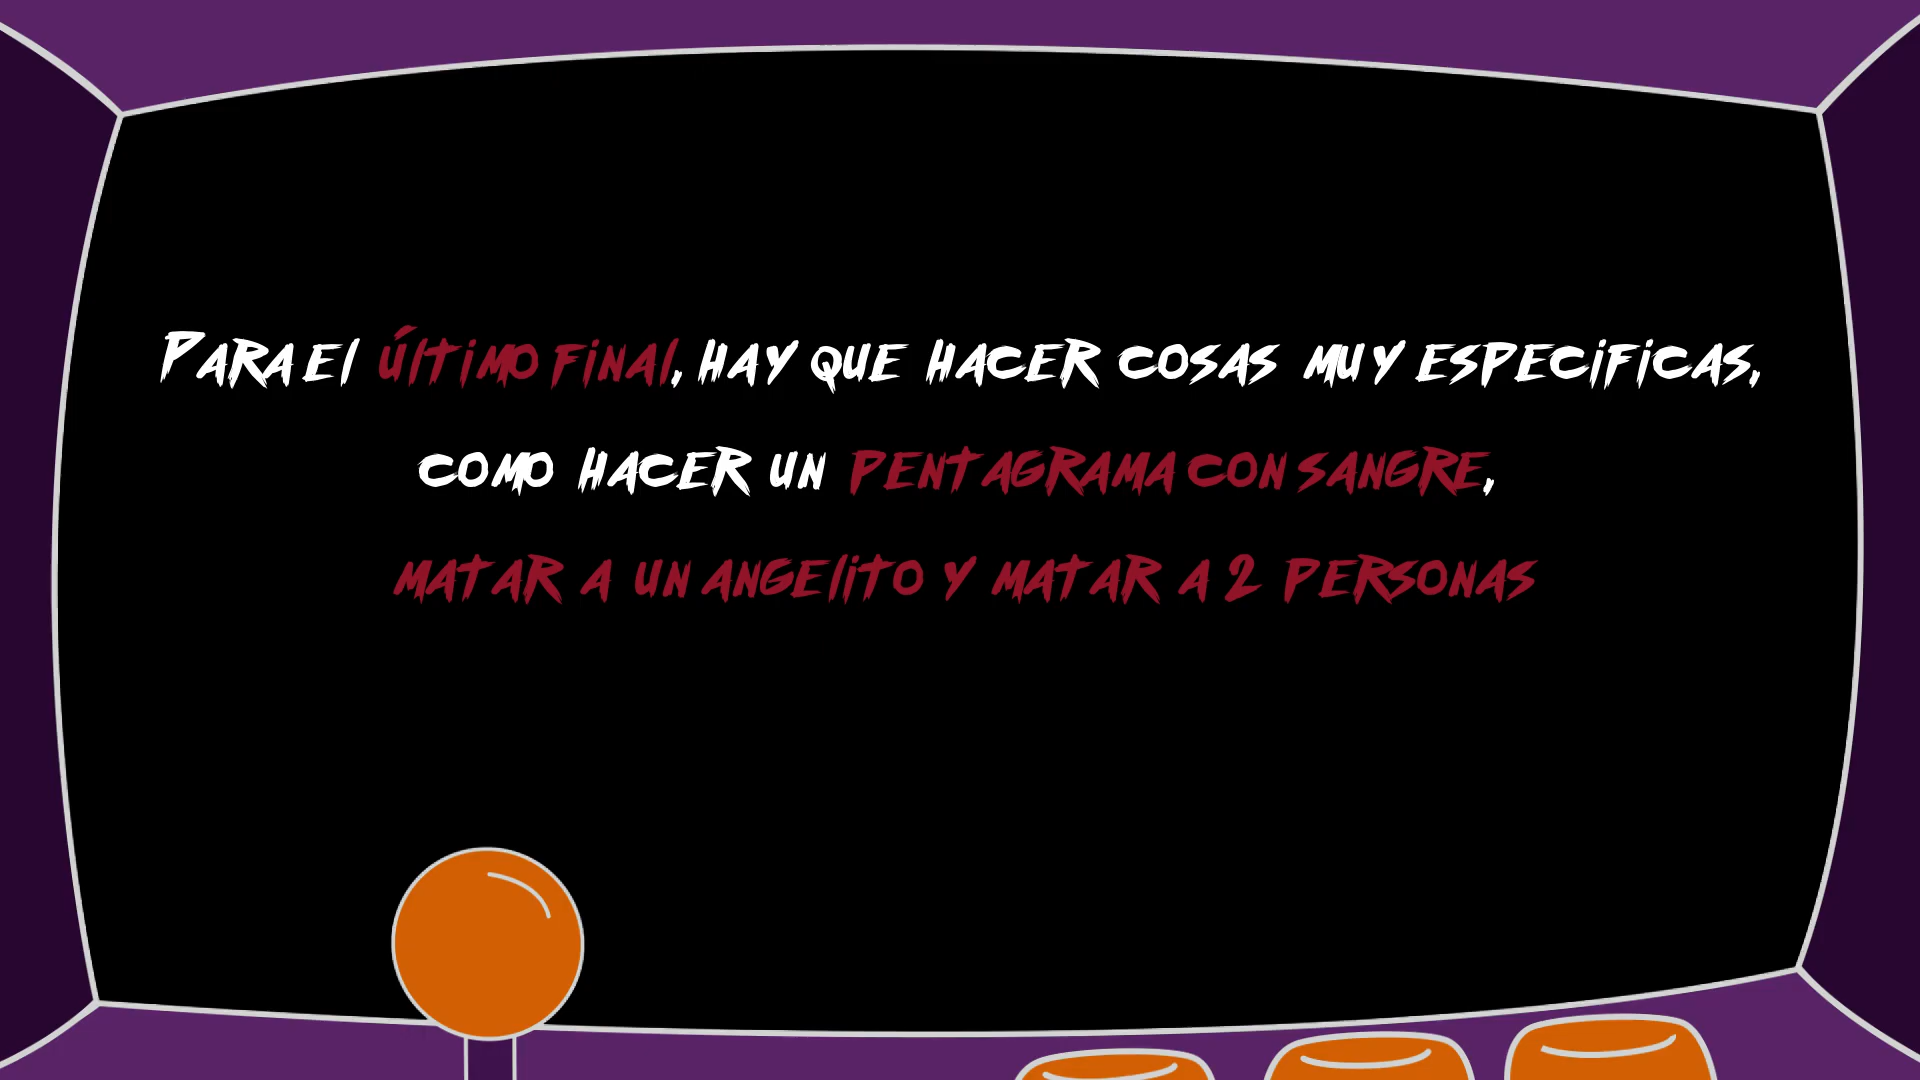 Para el último final, hay que hacer cosas muy especificas,
como hacer un pentagrama con sangre,
matar a un angelito y matar a 2 personas